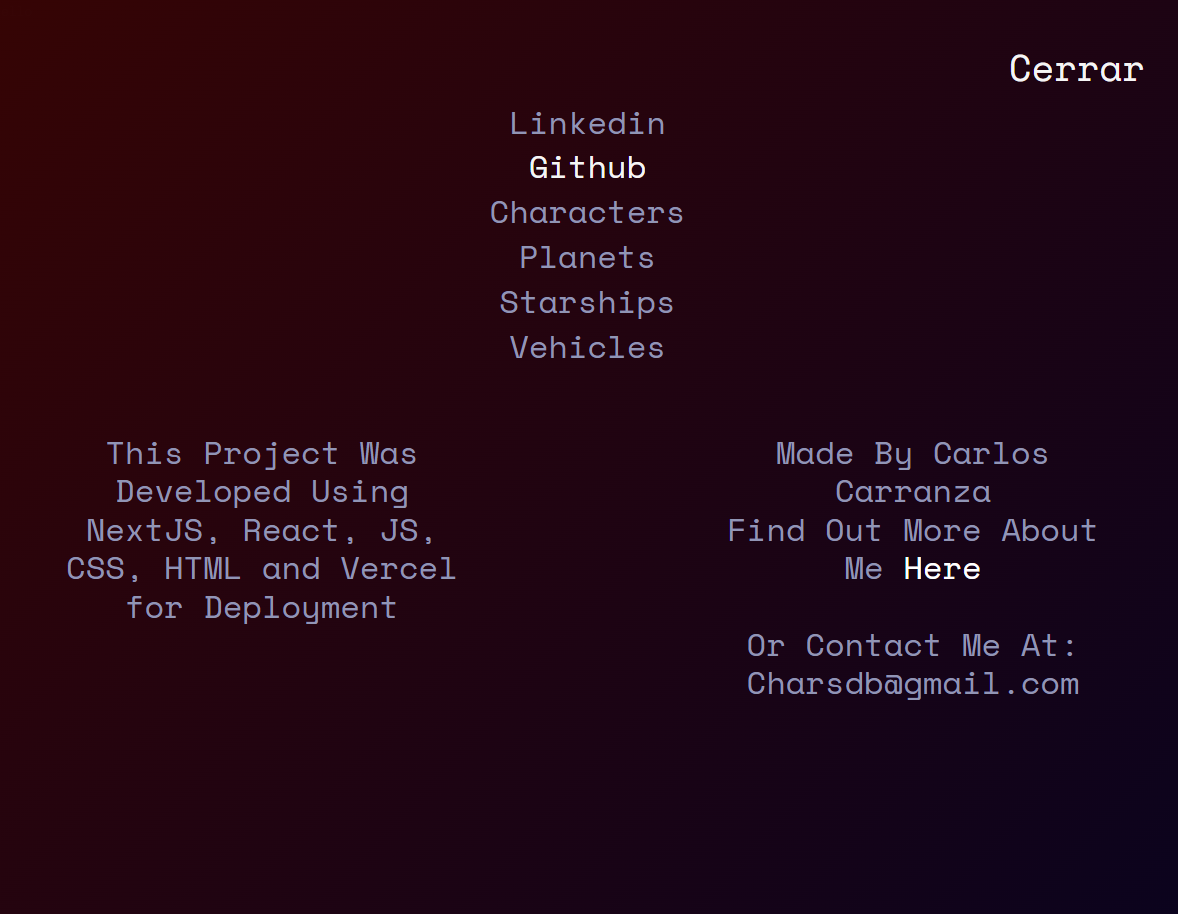 Cerrar
Linkedin
Github
Characters
Planets
Starships
Vehicles
This Project Was
Developed Using
NextJS, React, JS,
CSS, HTML and Vercel
for Deployment
Made By Carlos
Carranza
Find Out More About
Me Here
Or Contact Me At:
Charsdb@gmail.com